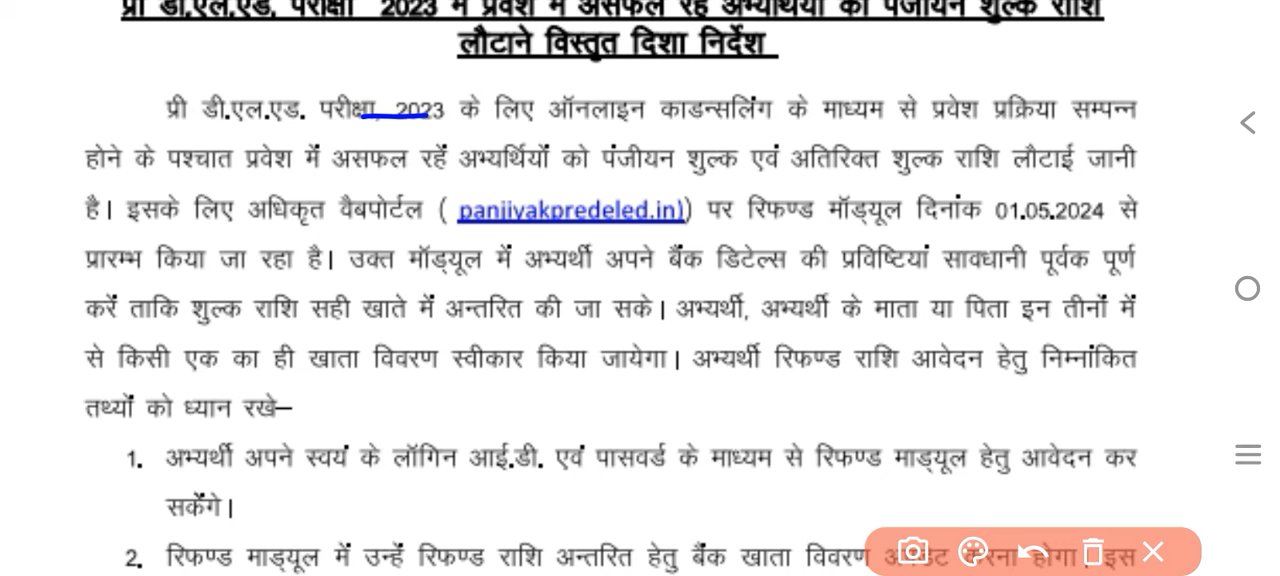 प्री डी.एल.एड. परीक्षा 2023 में प्रवेश में असफल रहे अभ्यर्थियों को पंजीयन शुल्क राशि
लौटाने विस्तृत दिशा निर्देश
प्री डी.एल.एड. परीक्षा, 2023 के लिए ऑनलाइन काउन्सलिंग के माध्यम से प्रवेश प्रक्रिया सम्पन्न
होने के पश्चात प्रवेश में असफल रहें अभ्यर्थियों को पंजीयन शुल्क एवं अतिरिक्त शुल्क राशि लौटाई जानी
है। इसके लिए अधिकृत वैबपोर्टल ( panjiyakpredeled.in)) पर रिफण्ड मॉड्यूल दिनांक 01.05.2024 से
प्रारम्भ किया जा रहा है। उक्त मॉड्यूल में अभ्यर्थी अपने बैंक डिटेल्स की प्रविष्टियां सावधानी पूर्वक पूर्ण
करें ताकि शुल्क राशि सही खाते में अन्तरित की जा सके। अभ्यर्थी, अभ्यर्थी के माता या पिता इन तीनों में
से किसी एक का ही खाता विवरण स्वीकार किया जायेगा। अभ्यर्थी रिफण्ड राशि आवेदन हेतु निम्नांकित
तथ्यों को ध्यान रखे–
1. अभ्यर्थी अपने स्वयं के लॉगिन आई.डी. एवं पासवर्ड के माध्यम से रिफण्ड माड्यूल हेतु आवेदन कर
सकेंगे।
2. रिफण्ड माड्यूल में उन्हें रिफण्ड राशि अन्तरित हेतु बैंक खाता विवरण अपडेट करना होगा। इस